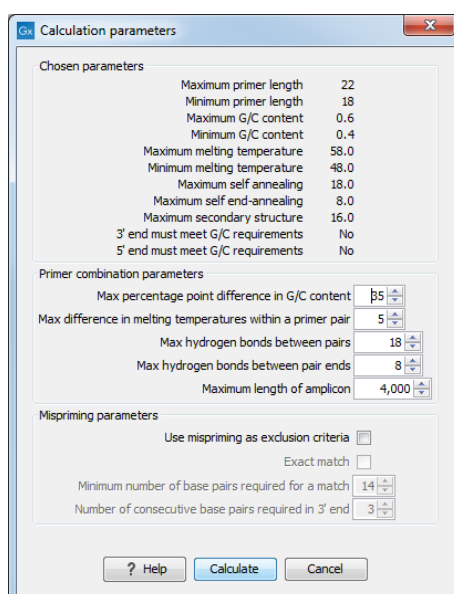 Gx Calculation parameters
Chosen parameters
Maximum primer length 22
Minimum primer length 18
Maximum G/C content 0.6
Minimum G/C content 0.4
Maximum melting temperature 58.0
Minimum melting temperature 48.0
Maximum self annealing 18.0
Maximum self end-annealing 8.0
Maximum secondary structure 16.0
3' end must meet G/C requirements No
5' end must meet G/C requirements No
Primer combination parameters
Max percentage point difference in G/C content 35
Max difference in melting temperatures within a primer pair 5
Max hydrogen bonds between pairs 18
Max hydrogen bonds between pair ends 8
Maximum length of amplicon 4,000
Mispriming parameters
Use mispriming as exclusion criteria
Exact match
Minimum number of base pairs required for a match 14
Number of consecutive base pairs required in 3' end 3
? Help Calculate Cancel